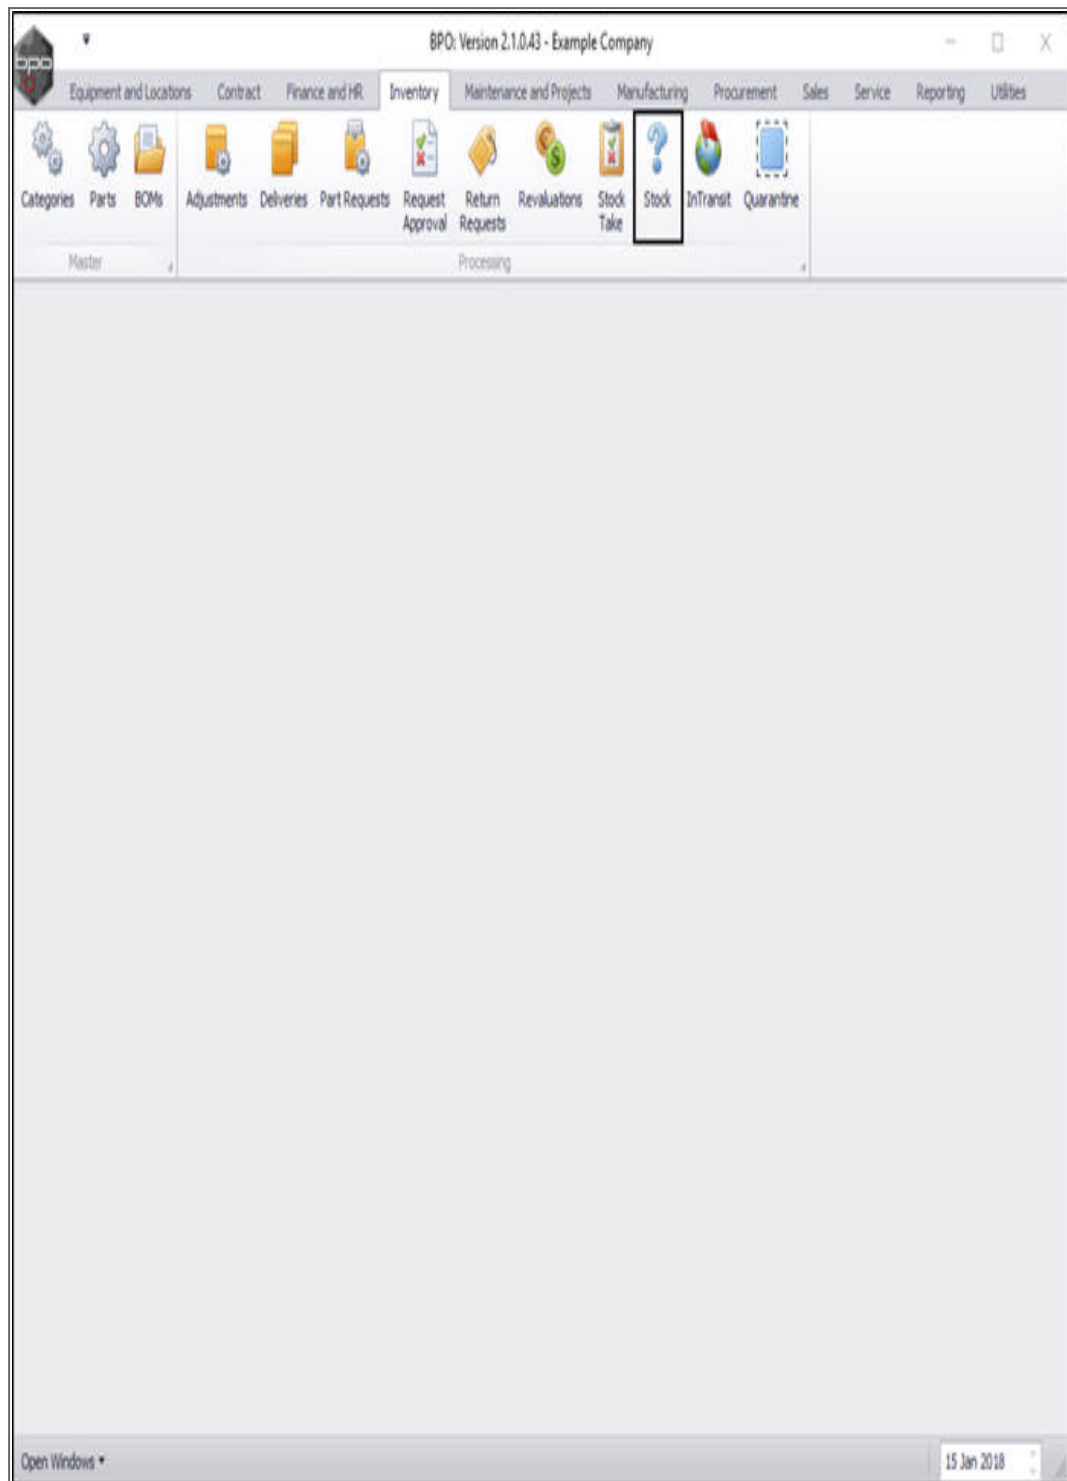 BPO: Version 2.1.0.43 - Example Company
bpo
Equipment and Locations Contract Finance and HR Inventory Maintenance and Projects Manufacturing Procurement Sales Service Reporting Utilities
Categories Parts BOMs Adjustments Deliveries Part Requests Request Approval Return Requests Revaluations Stock Take Stock InTransit Quarantine
Master Processing
Open Windows 15 Jan 2018